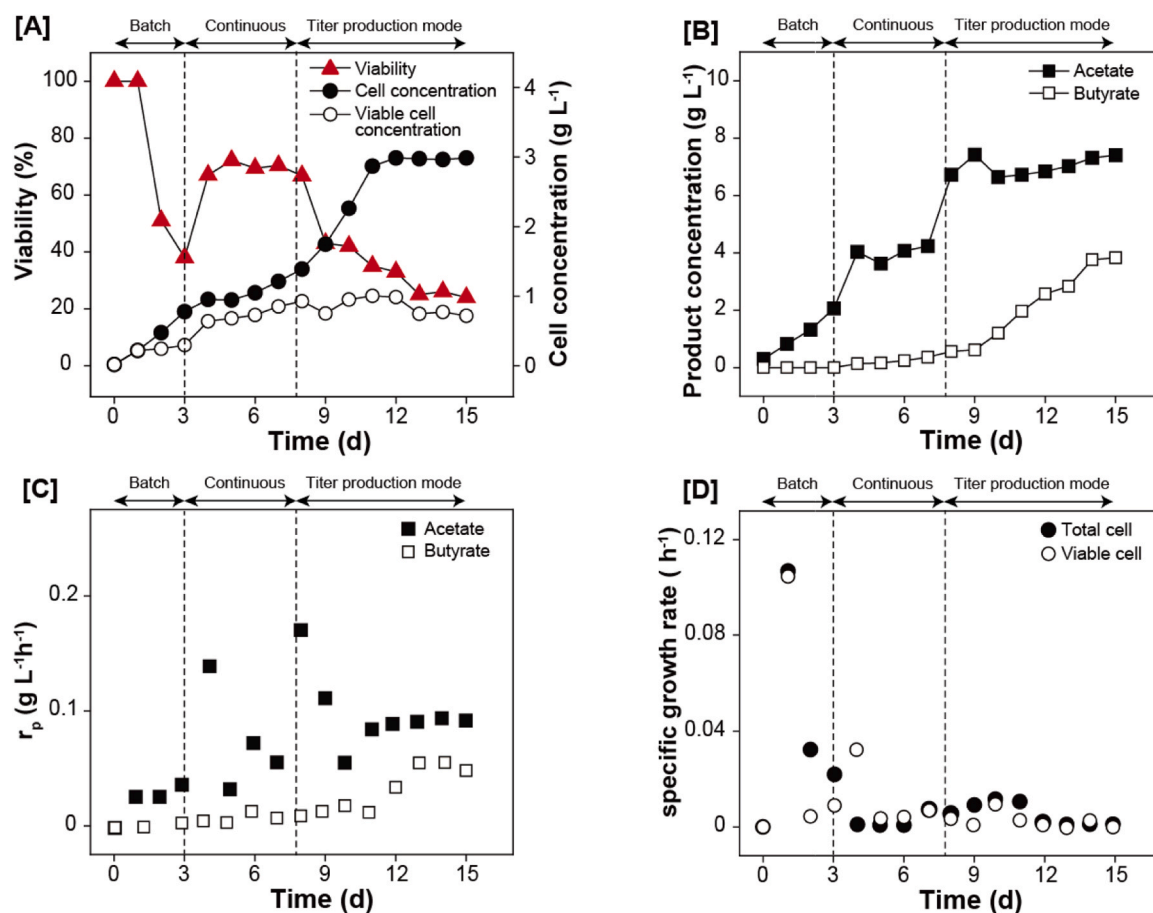 [A]
Batch Continuous Titer production mode
Viability
Cell concentration
Viable cell
concentration
Viability (%)
100
80
60
40
20
0
Cell concentration (g L⁻¹)
4
3
2
1
0
0 3 6 9 12 15
Time (d)
[B]
Batch Continuous Titer production mode
Acetate
Butyrate
Product concentration (g L⁻¹)
10
8
6
4
2
0
0 3 6 9 12 15
Time (d)
[C]
Batch Continuous Titer production mode
Acetate
Butyrate
rₚ (g L⁻¹h⁻¹)
0.2
0.1
0
0 3 6 9 12 15
Time (d)
[D]
Batch Continuous Titer production mode
Total cell
Viable cell
specific growth rate ( h⁻¹)
0.12
0.08
0.04
0
0 3 6 9 12 15
Time (d)